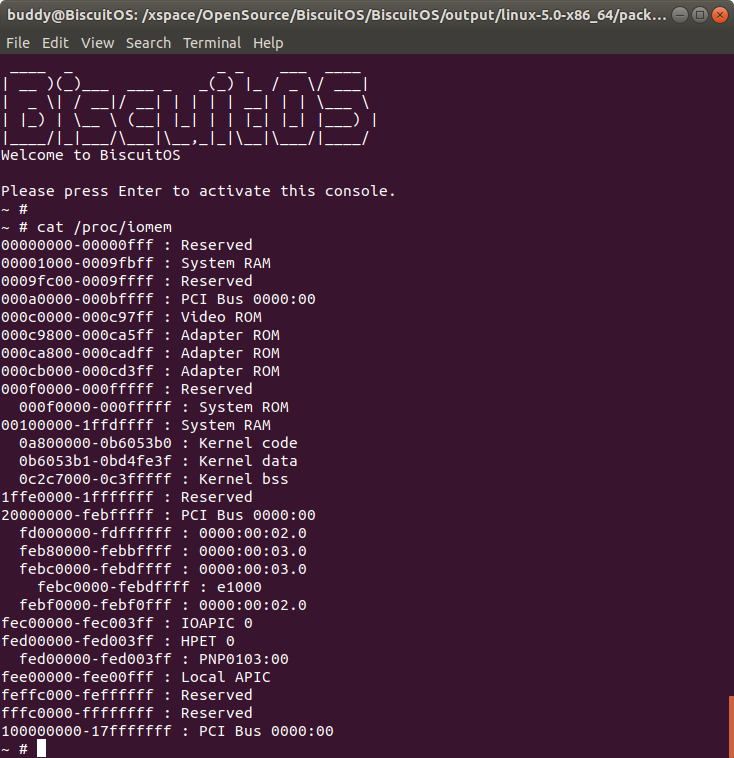 buddy@BiscuitOS: /xspace/OpenSource/BiscuitOS/BiscuitOS/output/linux-5.0-x86_64/pack...
File Edit View Search Terminal Help
BiscuitOS
Welcome to BiscuitOS
Please press Enter to activate this console.
~ #
~ # cat /proc/iomem
00000000-00000fff : Reserved
00001000-0009fbff : System RAM
0009fc00-0009ffff : Reserved
000a0000-000bffff : PCI Bus 0000:00
000c0000-000c97ff : Video ROM
000c9800-000ca5ff : Adapter ROM
000ca800-000cadff : Adapter ROM
000cb000-000cd3ff : Adapter ROM
000f0000-000fffff : Reserved
  000f0000-000fffff : System ROM
00100000-1ffdffff : System RAM
  0a800000-0b6053b0 : Kernel code
  0b6053b1-0bd4fe3f : Kernel data
  0c2c7000-0c3fffff : Kernel bss
1ffe0000-1fffffff : Reserved
20000000-febfffff : PCI Bus 0000:00
  fd000000-fdffffff : 0000:00:02.0
  feb80000-febbffff : 0000:00:03.0
  febc0000-febdffff : 0000:00:03.0
    febc0000-febdffff : e1000
  febf0000-febf0fff : 0000:00:02.0
fec00000-fec003ff : IOAPIC 0
fed00000-fed003ff : HPET 0
  fed00000-fed003ff : PNP0103:00
fee00000-fee00fff : Local APIC
feffc000-feffffff : Reserved
fffc0000-ffffffff : Reserved
100000000-17fffffff : PCI Bus 0000:00
~ #